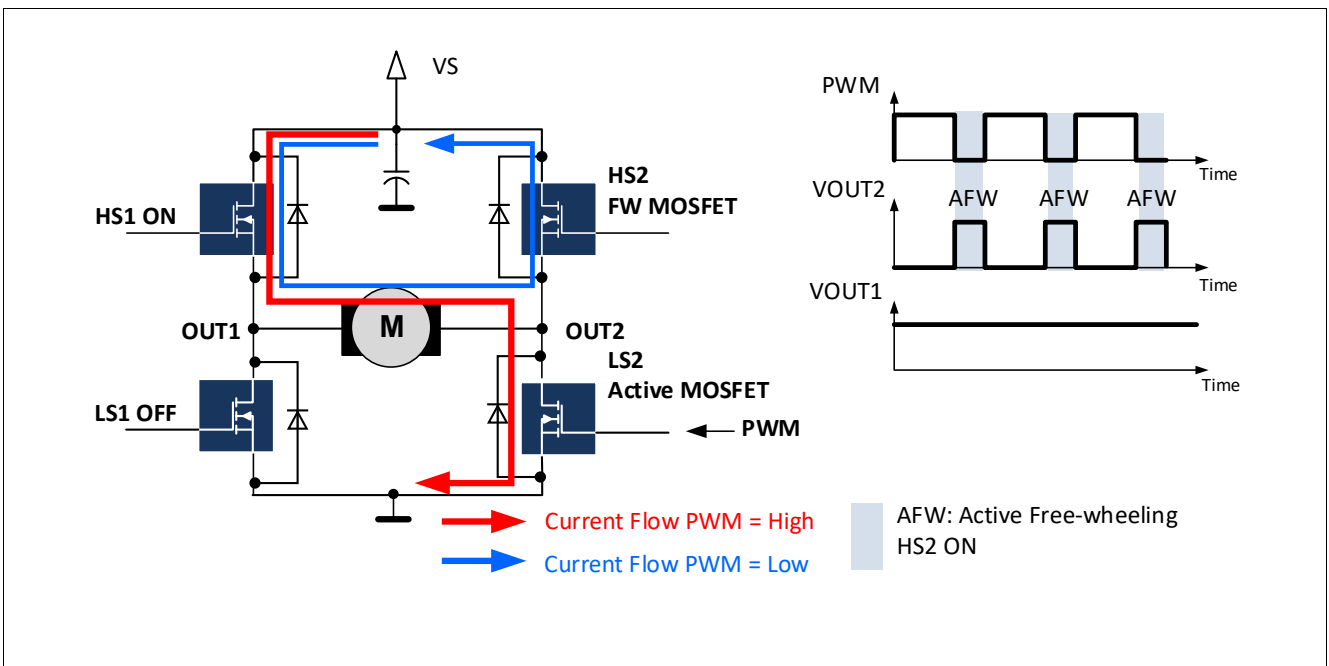 VS
HS1 ON
HS2
FW MOSFET
OUT1
M
OUT2
LS2
Active MOSFET
LS1 OFF
PWM
Current Flow PWM = High
Current Flow PWM = Low
PWM
Time
VOUT2
AFW AFW AFW
Time
VOUT1
Time
AFW: Active Free-wheeling
HS2 ON